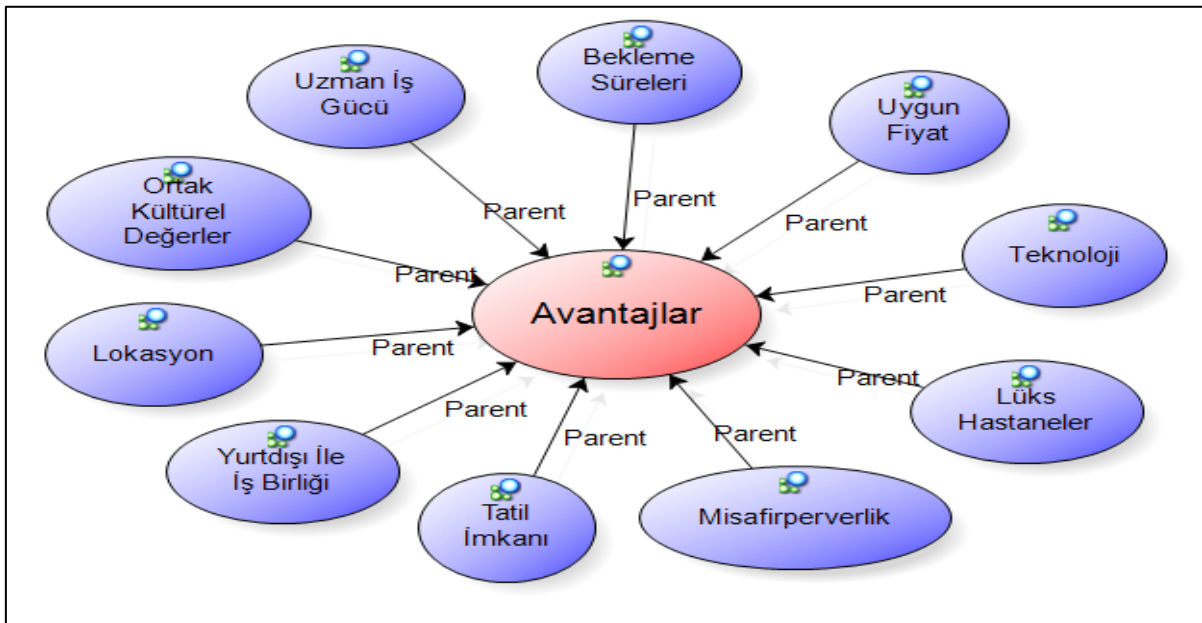 Bekleme
Süreleri
Uzman İş
Gücü
Uygun
Fiyat
Ortak
Kültürel
Değerler
Parent
Parent
Parent
Teknoloji
Parent
Parent
Avantajlar
Lokasyon
Parent
Parent
Lüks
Hastaneler
Parent
Yurtdışı İle
İş Birliği
Parent
Parent
Tatil
İmkanı
Misafirperverlik